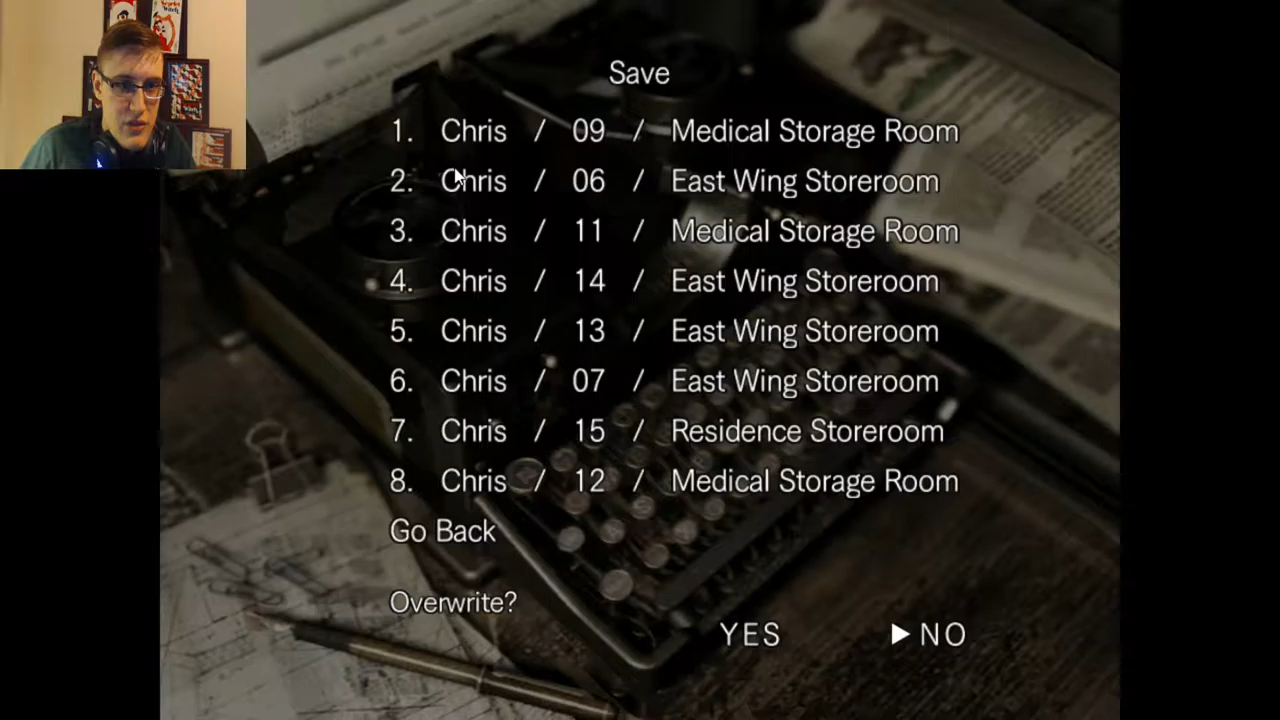 Save
1. Chris / 09 / Medical Storage Room
2. Chris / 06 / East Wing Storeroom
3. Chris / 11 / Medical Storage Room
4. Chris / 14 / East Wing Storeroom
5. Chris / 13 / East Wing Storeroom
6. Chris / 07 / East Wing Storeroom
7. Chris / 15 / Residence Storeroom
8. Chris / 12 / Medical Storage Room
Go Back
Overwrite?
YES ▶NO